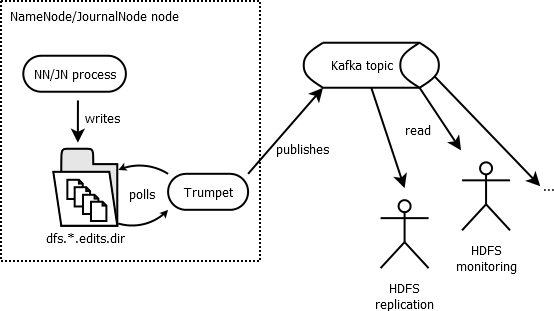 NameNode/JournalNode node
NN/JN process
writes
polls
Trumpet
dfs.*.edits.dir
publishes
Kafka topic
read
...
HDFS
monitoring
HDFS
replication